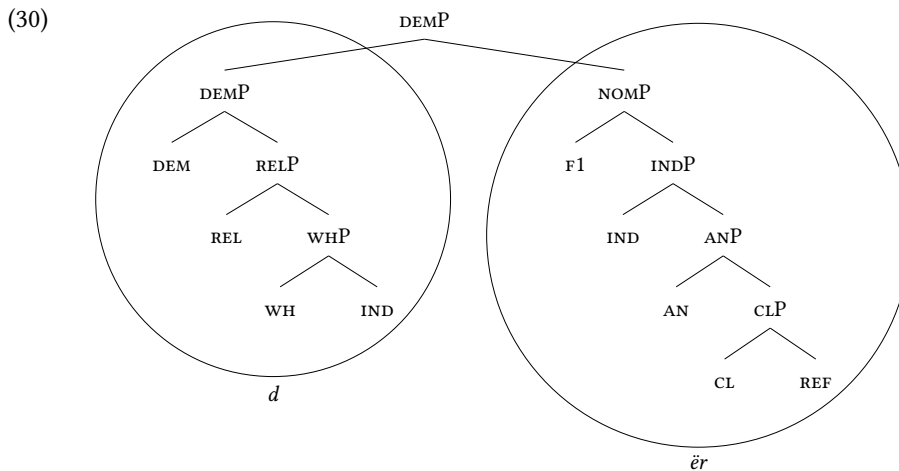 (30)
DEMP
DEMP NOMP
DEM RELP F1 INDP
REL WHP IND ANP
WH IND AN CLP
CL REF
d
ër